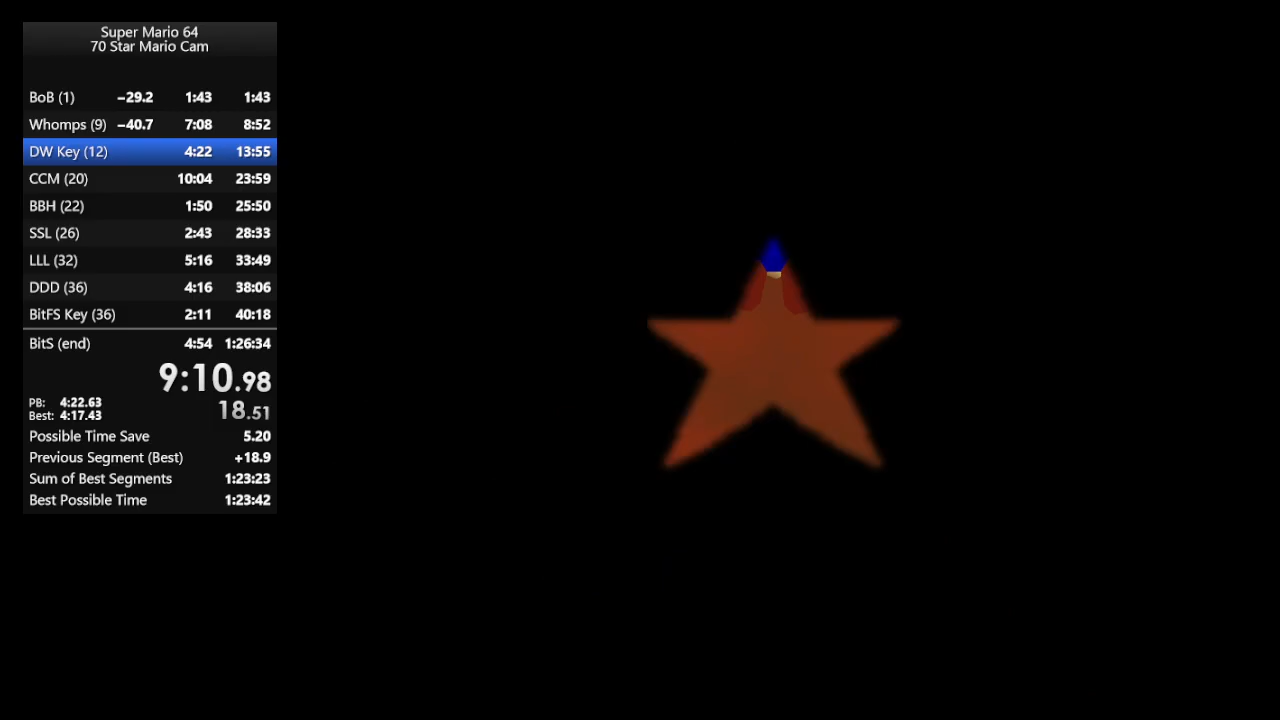 Super Mario 64
70 Star Mario Cam
BoB (1) −29.2 1:43 1:43
Whomps (9) −40.7 7:08 8:52
DW Key (12) 4:22 13:55
CCM (20) 10:04 23:59
BBH (22) 1:50 25:50
SSL (26) 2:43 28:33
LLL (32) 5:16 33:49
DDD (36) 4:16 38:06
BitFS Key (36) 2:11 40:18
BitS (end) 4:54 1:26:34
9:10.98
PB: 4:22.63 18.51
Best: 4:17.43
Possible Time Save 5.20
Previous Segment (Best) +18.9
Sum of Best Segments 1:23:23
Best Possible Time 1:23:42